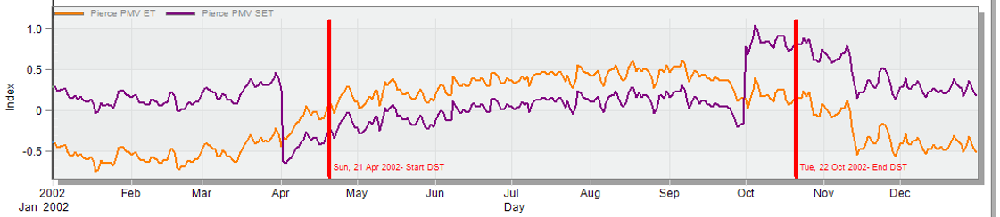 Pierce PMV ET Pierce PMV SET
1.0
0.5
0
-0.5
Index
Sun, 21 Apr 2002- Start DST
Tue, 22 Oct 2002- End DST
2002 Feb Mar Apr May Jun Jul Aug Sep Oct Nov Dec
Jan 2002
Day